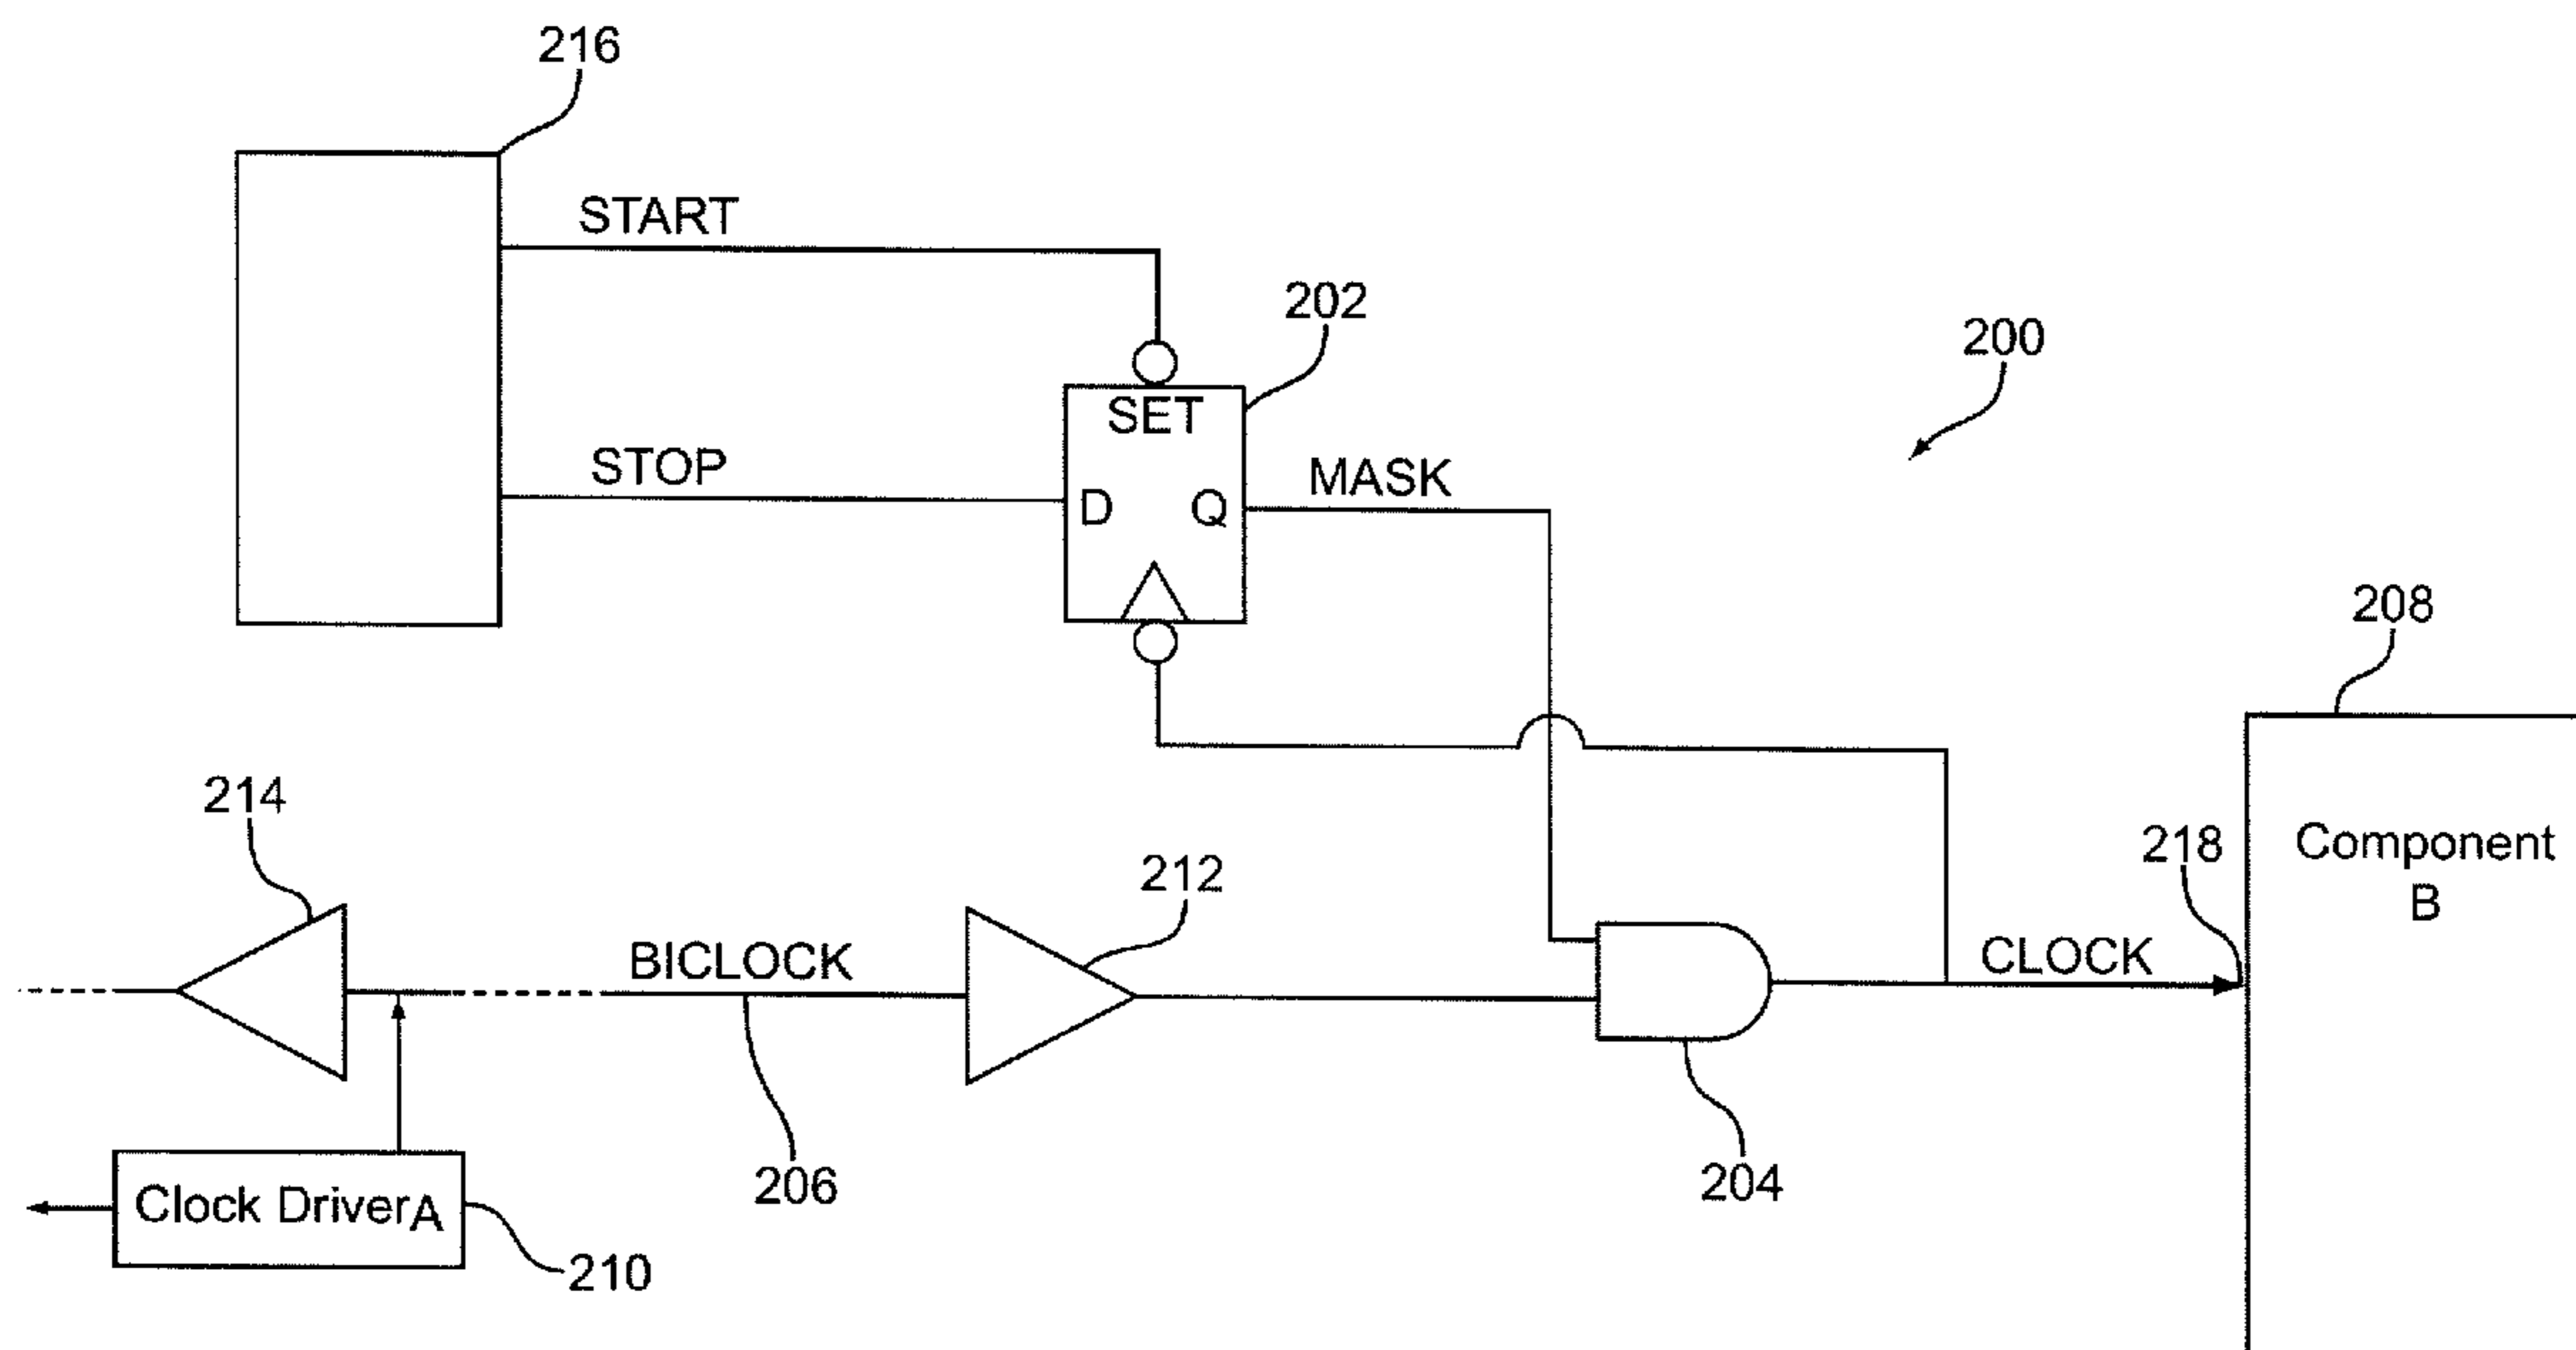 216
START
202
SET
200
STOP
D
Q
MASK
208
214
212
218
Component
B
BICLOCK
CLOCK
206
204
Clock DriverA
210